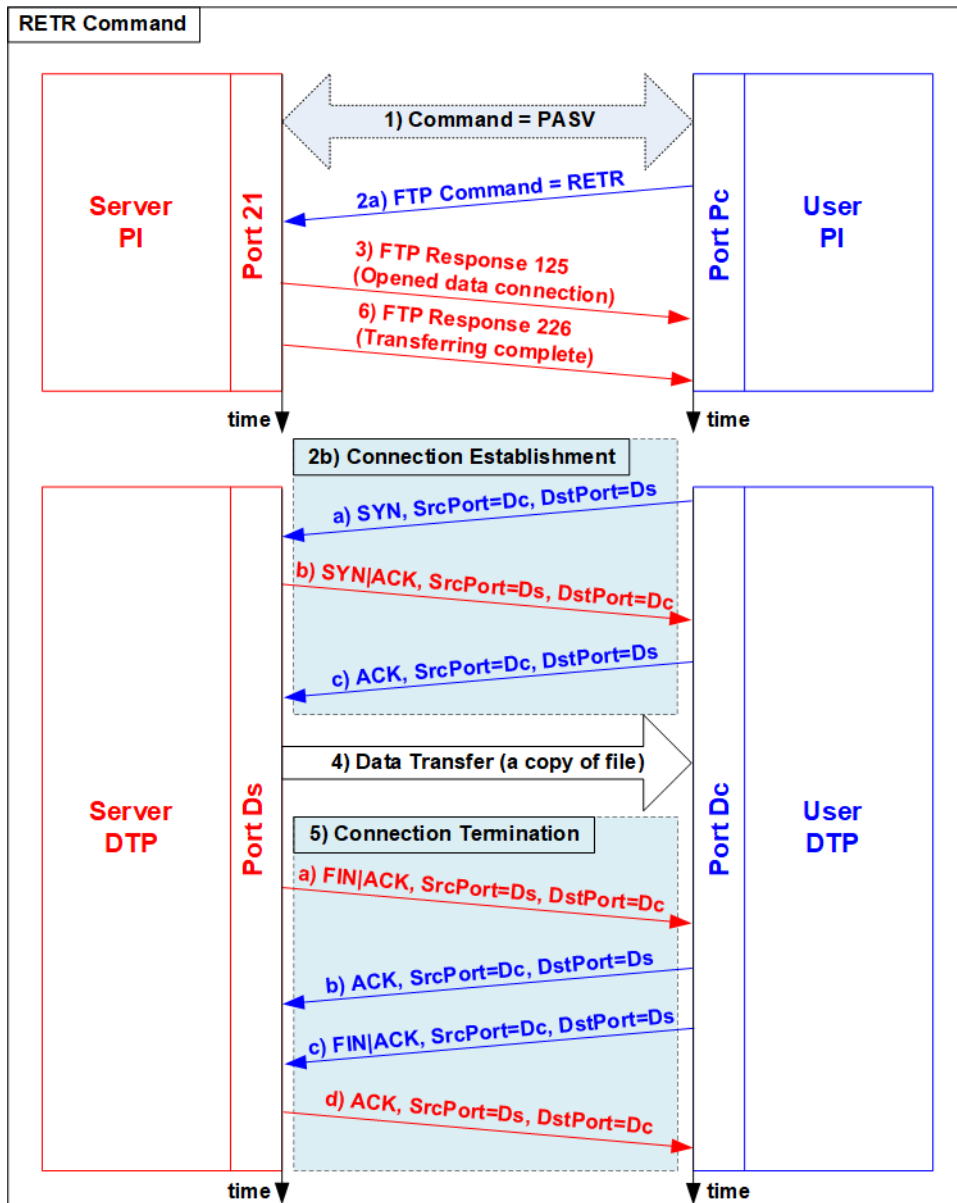 RETR Command
1) Command = PASV
Server
PI
Port 21
2a) FTP Command = RETR
3) FTP Response 125
(Opened data connection)
6) FTP Response 226
(Transferring complete)
Port Pc
User
PI
time
time
2b) Connection Establishment
a) SYN, SrcPort=Dc, DstPort=Ds
b) SYN|ACK, SrcPort=Ds, DstPort=Dc
c) ACK, SrcPort=Dc, DstPort=Ds
4) Data Transfer (a copy of file)
Server
DTP
Port Ds
Port Dc
User
DTP
5) Connection Termination
a) FIN|ACK, SrcPort=Ds, DstPort=Dc
b) ACK, SrcPort=Dc, DstPort=Ds
c) FIN|ACK, SrcPort=Dc, DstPort=Ds
d) ACK, SrcPort=Ds, DstPort=Dc
time
time